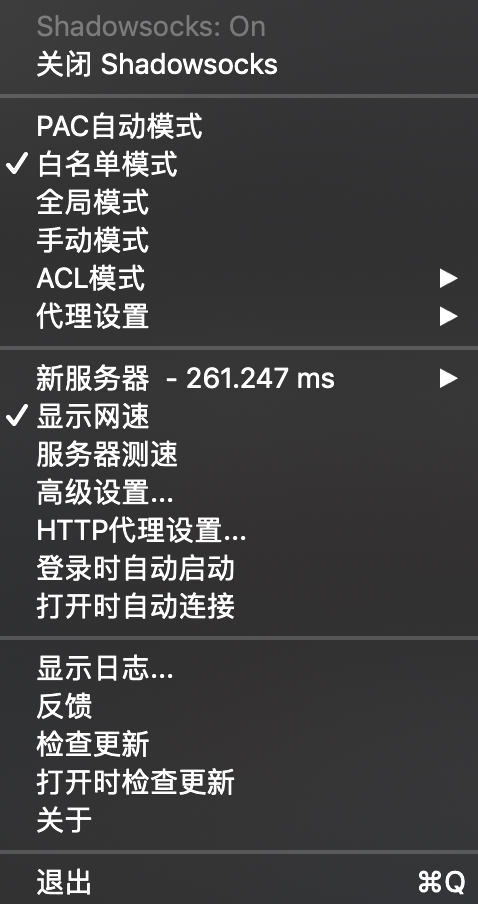 Shadowsocks: On
关闭 Shadowsocks
PAC自动模式
白名单模式
全局模式
手动模式
ACL模式
代理设置
新服务器 - 261.247 ms
显示网速
服务器测速
高级设置...
HTTP代理设置...
登录时自动启动
打开时自动连接
显示日志...
反馈
检查更新
打开时检查更新
关于
退出 ⌘Q